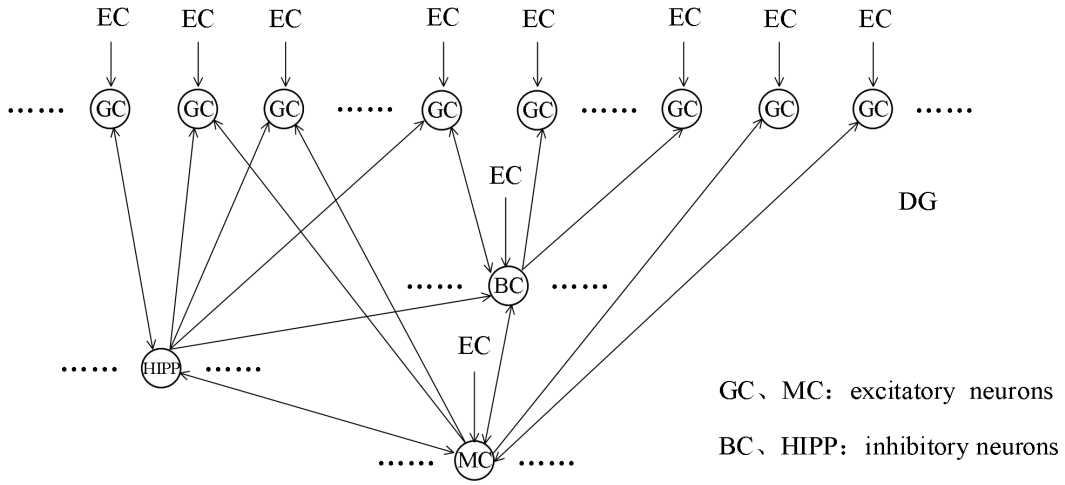 EC EC EC EC EC EC EC EC
...... GC GC GC ...... GC GC ...... GC GC GC ......
EC
DG
...... BC ......
EC
...... HIPP ......
GC、MC：excitatory neurons
BC、HIPP：inhibitory neurons
...... MC ......